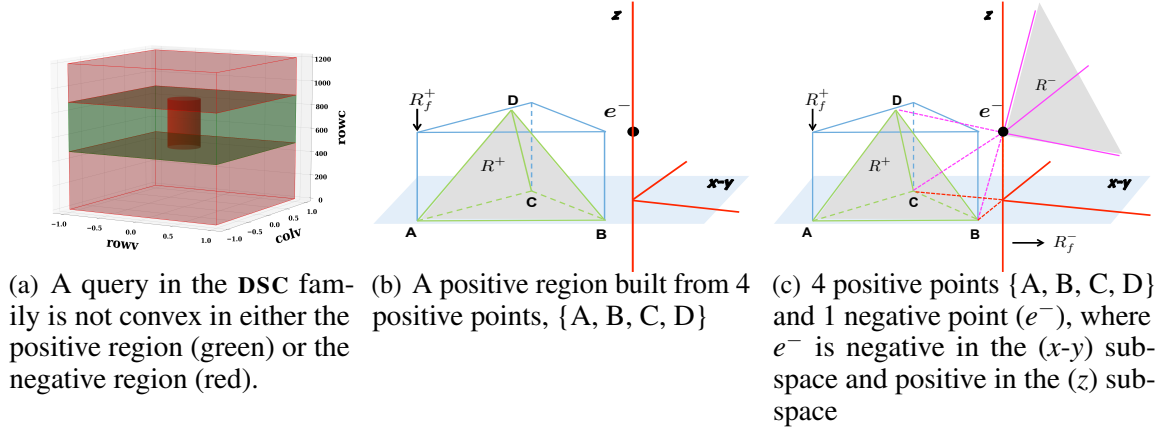 1200
1000
800
600
400
200
0
rowc
-1.0
-0.5
0.0
0.5
1.0
rowv
-1.0
-0.5
0.0
0.5
1.0
colv
z
R_f^+
D
e^-
R^+
x-y
C
A
B
z
R^-
R_f^+
D
e^-
R^+
x-y
C
A
B
R_f^-
(a) A query in the DSC fam-
ily is not convex in either the
positive region (green) or the
negative region (red).
(b) A positive region built from 4
positive points, {A, B, C, D}
(c) 4 positive points {A, B, C, D}
and 1 negative point (e^-), where
e^- is negative in the (x-y) sub-
space and positive in the (z) sub-
space